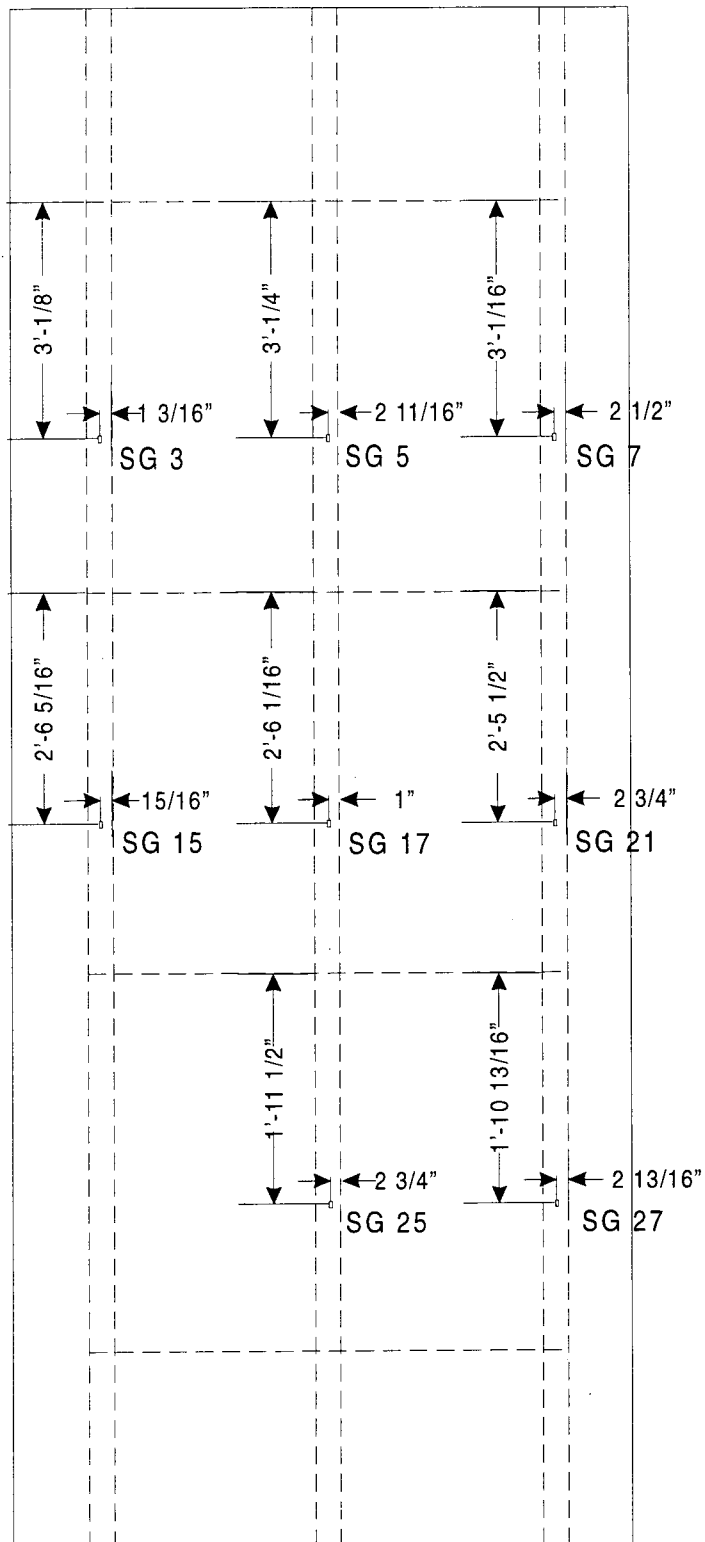 3'-1/8"
3'-1/4"
3'-1/16"
1 3/16"
2 11/16"
2 1/2"
SG 3
SG 5
SG 7
2'-6 5/16"
2'-6 1/16"
2'-5 1/2"
15/16"
1"
2 3/4"
SG 15
SG 17
SG 21
1'-11 1/2"
1'-10 13/16"
2 3/4"
2 13/16"
SG 25
SG 27